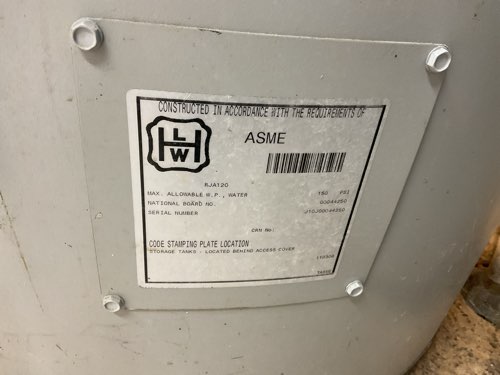 CONSTRUCTED IN ACCORDANCE WITH THE REQUIREMENTS OF
HLW
ASME
RJA120
MAX. ALLOWABLE W.P., WATER 150 PSI
NATIONAL BOARD NO. 00044250
SERIAL NUMBER
CRN No:
CODE STAMPING PLATE LOCATION
STORAGE TANKS - LOCATED BEHIND ACCESS COVER